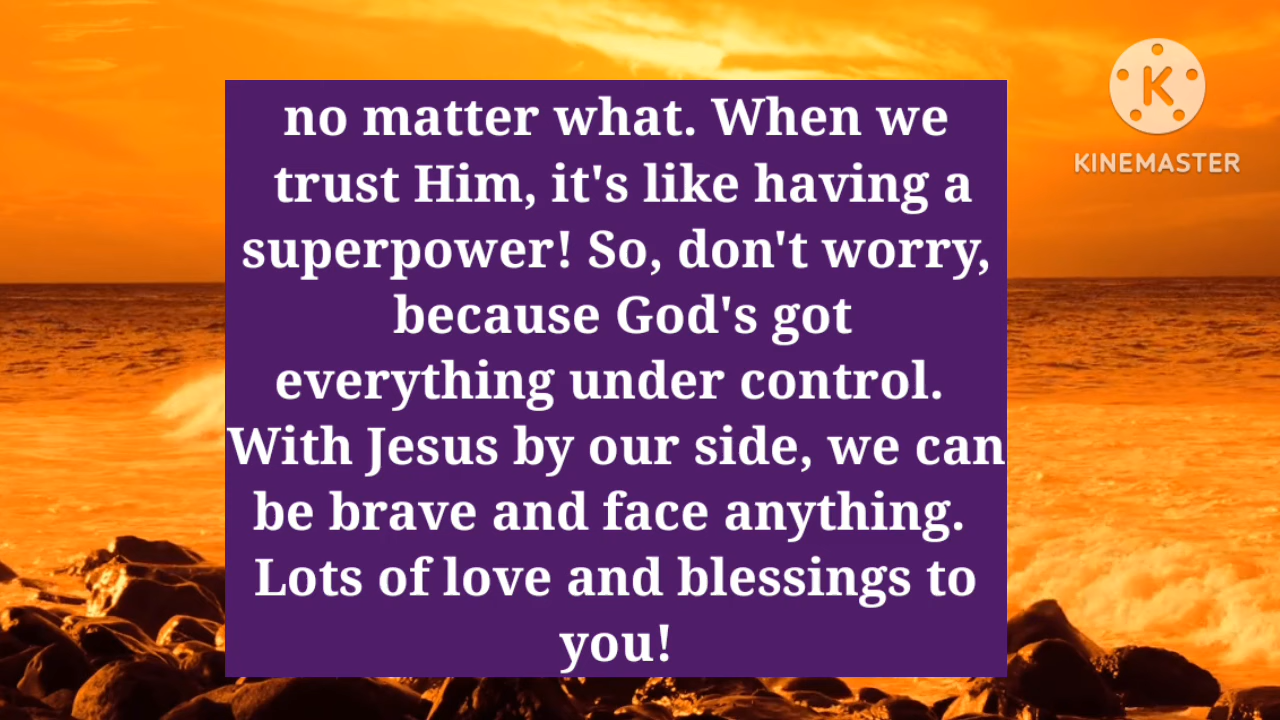 no matter what. When we
trust Him, it's like having a
superpower! So, don't worry,
because God's got
everything under control.
With Jesus by our side, we can
be brave and face anything.
Lots of love and blessings to
you!
K
KINEMASTER